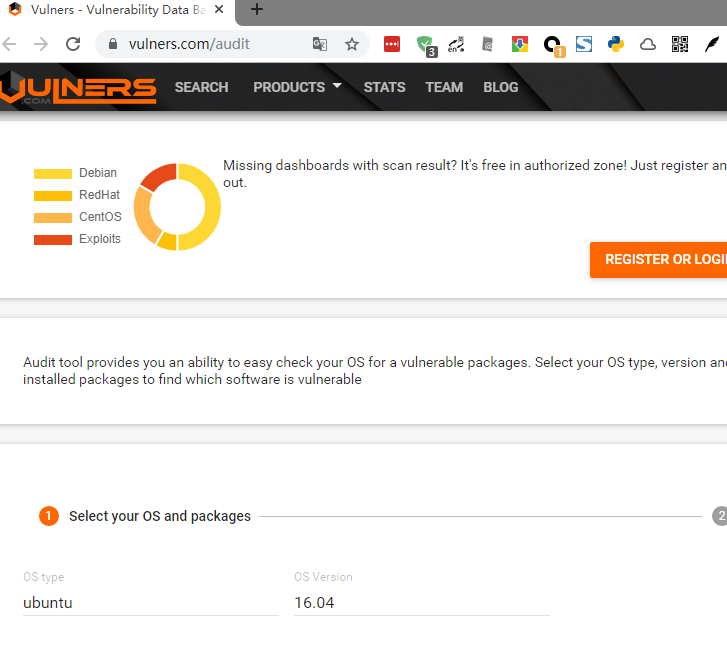 Vulners - Vulnerability Data Ba
vulners.com/audit
3
en
1
VULNERS
.COM
SEARCH
PRODUCTS
STATS
TEAM
BLOG
Debian
RedHat
CentOS
Exploits
Missing dashboards with scan result? It's free in authorized zone! Just register an
out.
REGISTER OR LOGI
Audit tool provides you an ability to easy check your OS for a vulnerable packages. Select your OS type, version an
installed packages to find which software is vulnerable
1 Select your OS and packages
2
OS type
OS Version
ubuntu
16.04